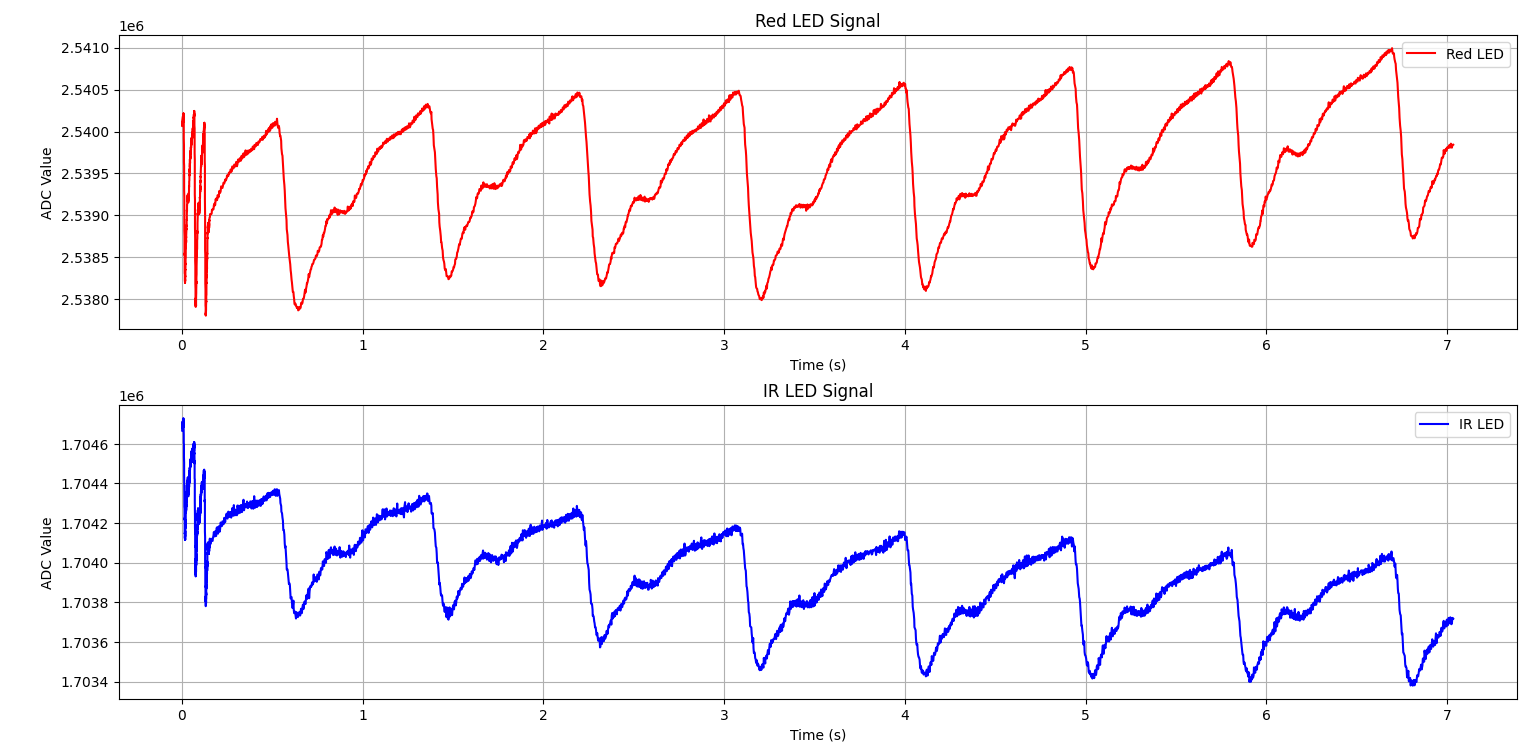 Red LED Signal
1e6
2.5410
2.5405
2.5400
2.5395
2.5390
2.5385
2.5380
ADC Value
Red LED
0 1 2 3 4 5 6 7
Time (s)
IR LED Signal
1e6
1.7046
1.7044
1.7042
1.7040
1.7038
1.7036
1.7034
ADC Value
IR LED
0 1 2 3 4 5 6 7
Time (s)